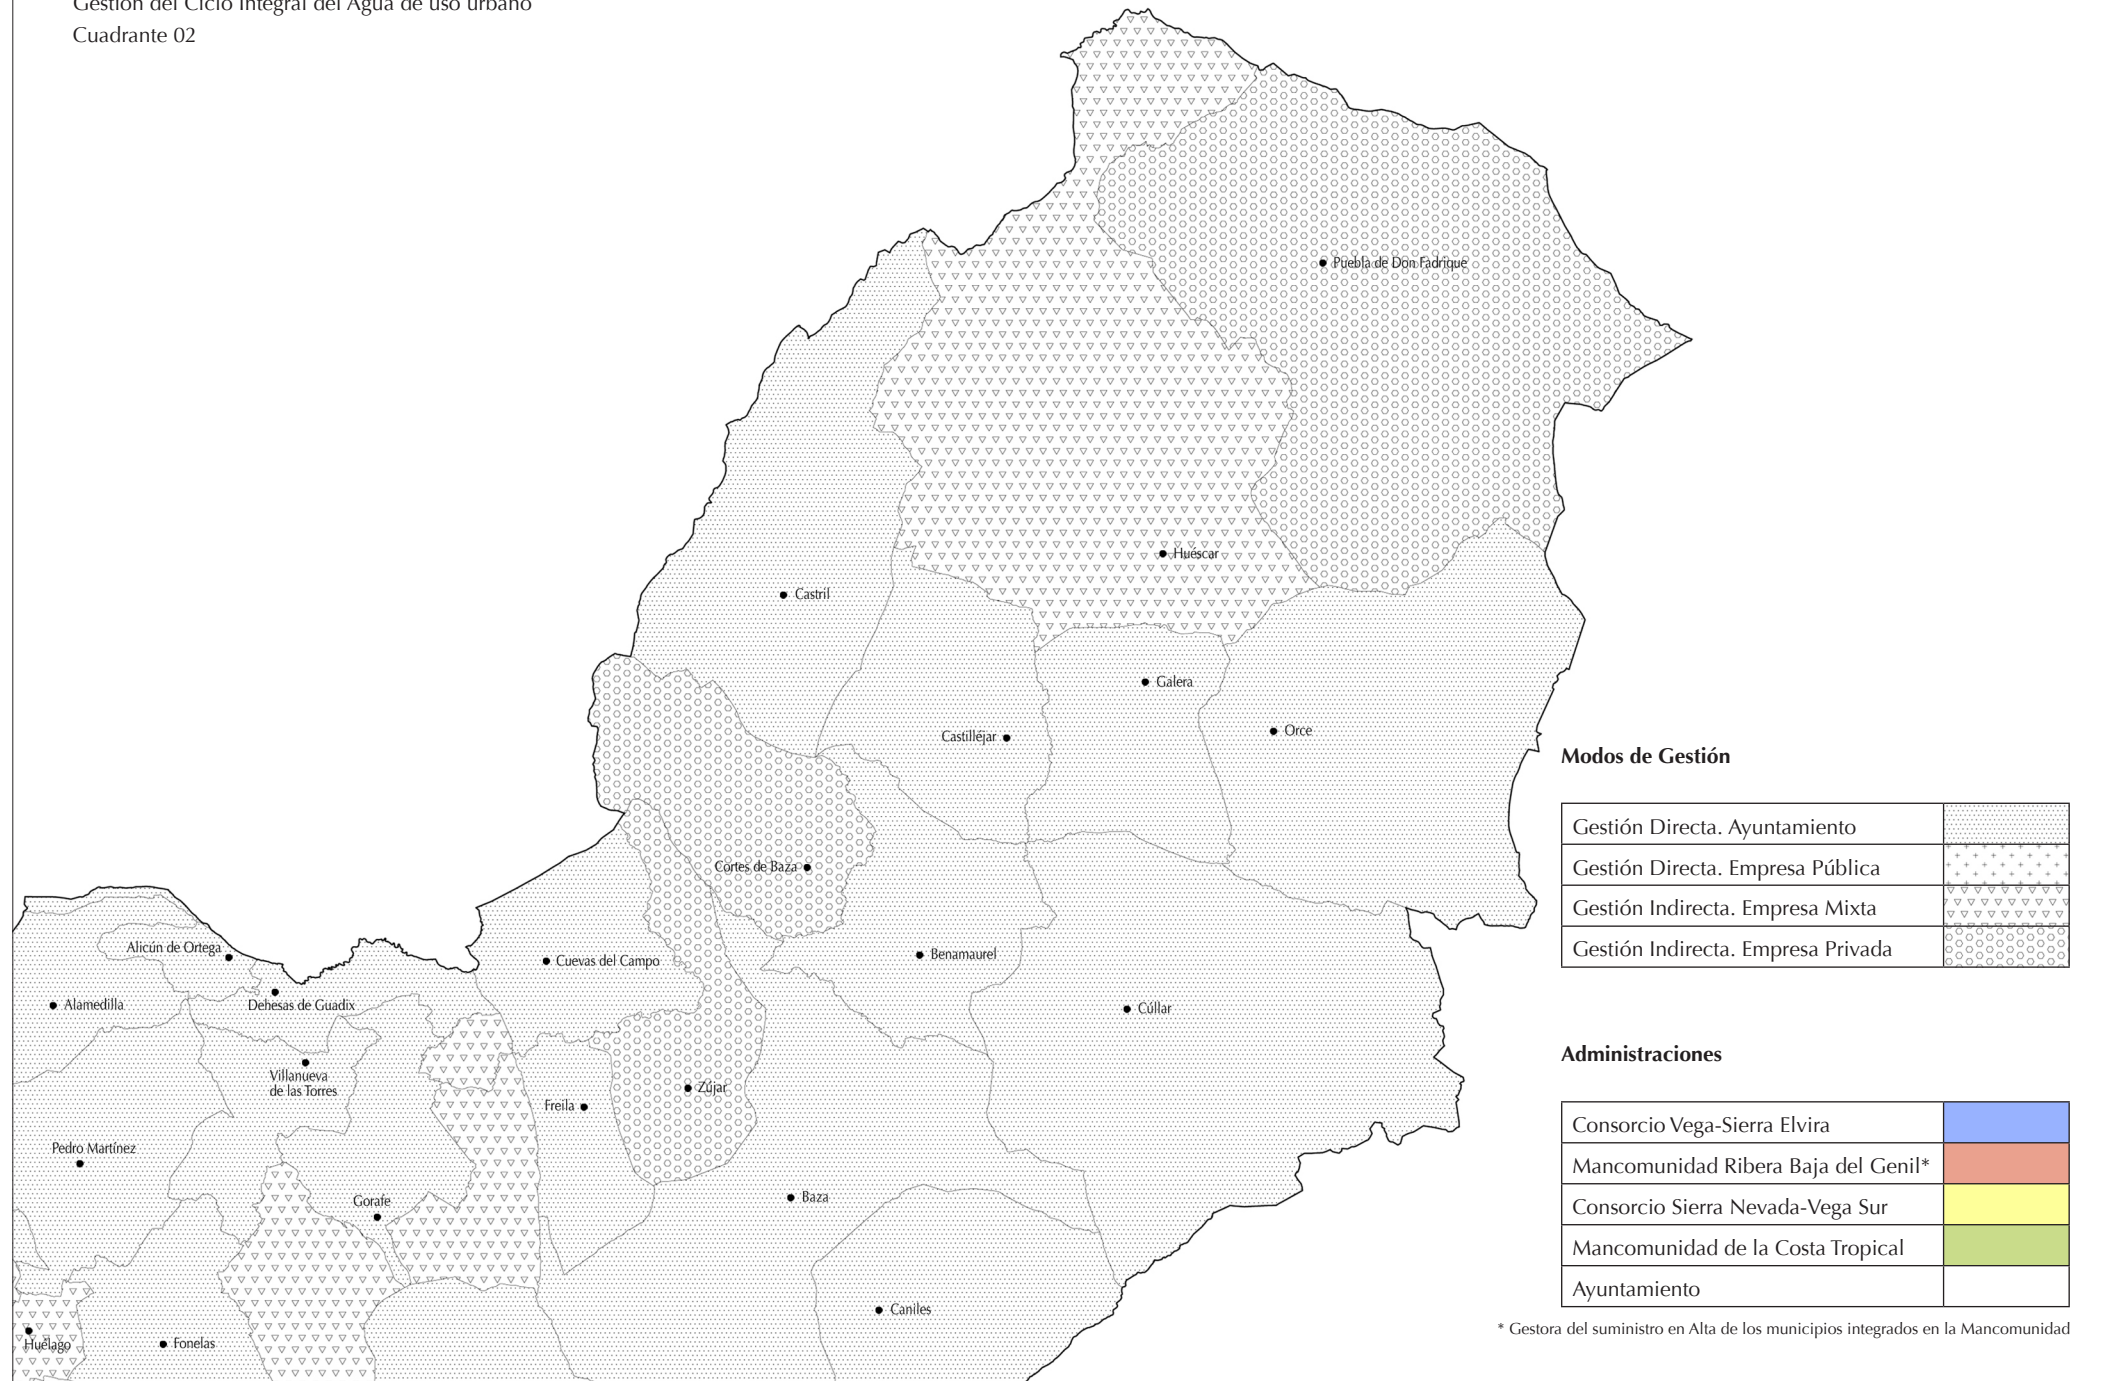 Gestión del Ciclo Integral del Agua de uso urbano
Cuadrante 02
Puebla de Don Fadrique
Huéscar
Castril
Galera
Castilléjar
Orce
Cortes de Baza
Alicún de Ortega
Cuevas del Campo
Benamaurel
Alamedilla
Dehesas de Guadix
Cúllar
Villanueva
de las Torres
Zújar
Freila
Pedro Martínez
Gorafe
Baza
Caniles
Huélago
Fonelas
Modos de Gestión
Gestión Directa. Ayuntamiento
Gestión Directa. Empresa Pública
Gestión Indirecta. Empresa Mixta
Gestión Indirecta. Empresa Privada
Administraciones
Consorcio Vega-Sierra Elvira
Mancomunidad Ribera Baja del Genil*
Consorcio Sierra Nevada-Vega Sur
Mancomunidad de la Costa Tropical
Ayuntamiento
* Gestora del suministro en Alta de los municipios integrados en la Mancomunidad